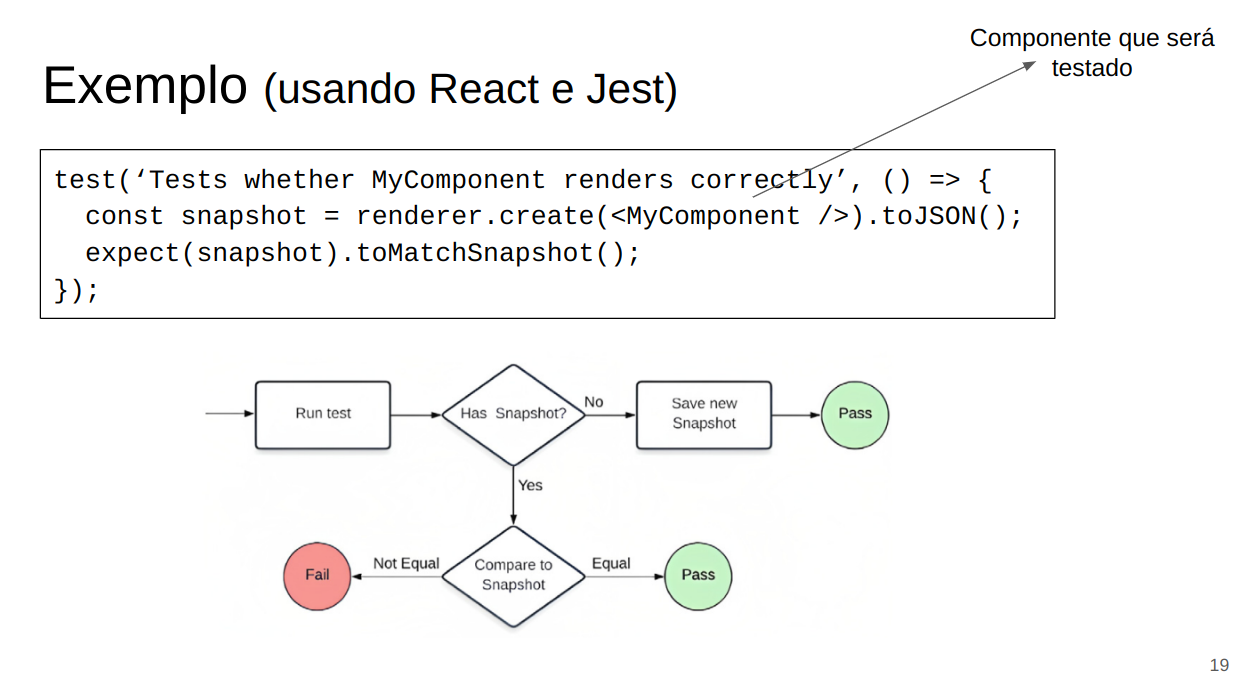 Componente que será
testado
Exemplo (usando React e Jest)
test(‘Tests whether MyComponent renders correctly’, () => {
  const snapshot = renderer.create(<MyComponent />).toJSON();
  expect(snapshot).toMatchSnapshot();
});
Run test
Has Snapshot?
No
Save new
Snapshot
Pass
Yes
Fail
Not Equal
Compare to
Snapshot
Equal
Pass
19